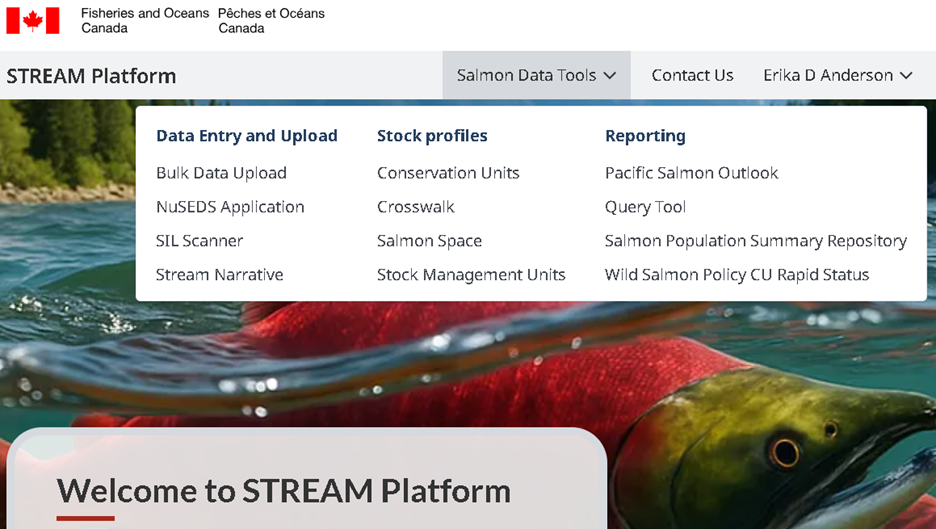 Fisheries and Oceans Canada
Pêches et Océans Canada
STREAM Platform
Salmon Data Tools
Contact Us
Erika D Anderson
Data Entry and Upload
Bulk Data Upload
NuSEDS Application
SIL Scanner
Stream Narrative
Stock profiles
Conservation Units
Crosswalk
Salmon Space
Stock Management Units
Reporting
Pacific Salmon Outlook
Query Tool
Salmon Population Summary Repository
Wild Salmon Policy CU Rapid Status
Welcome to STREAM Platform